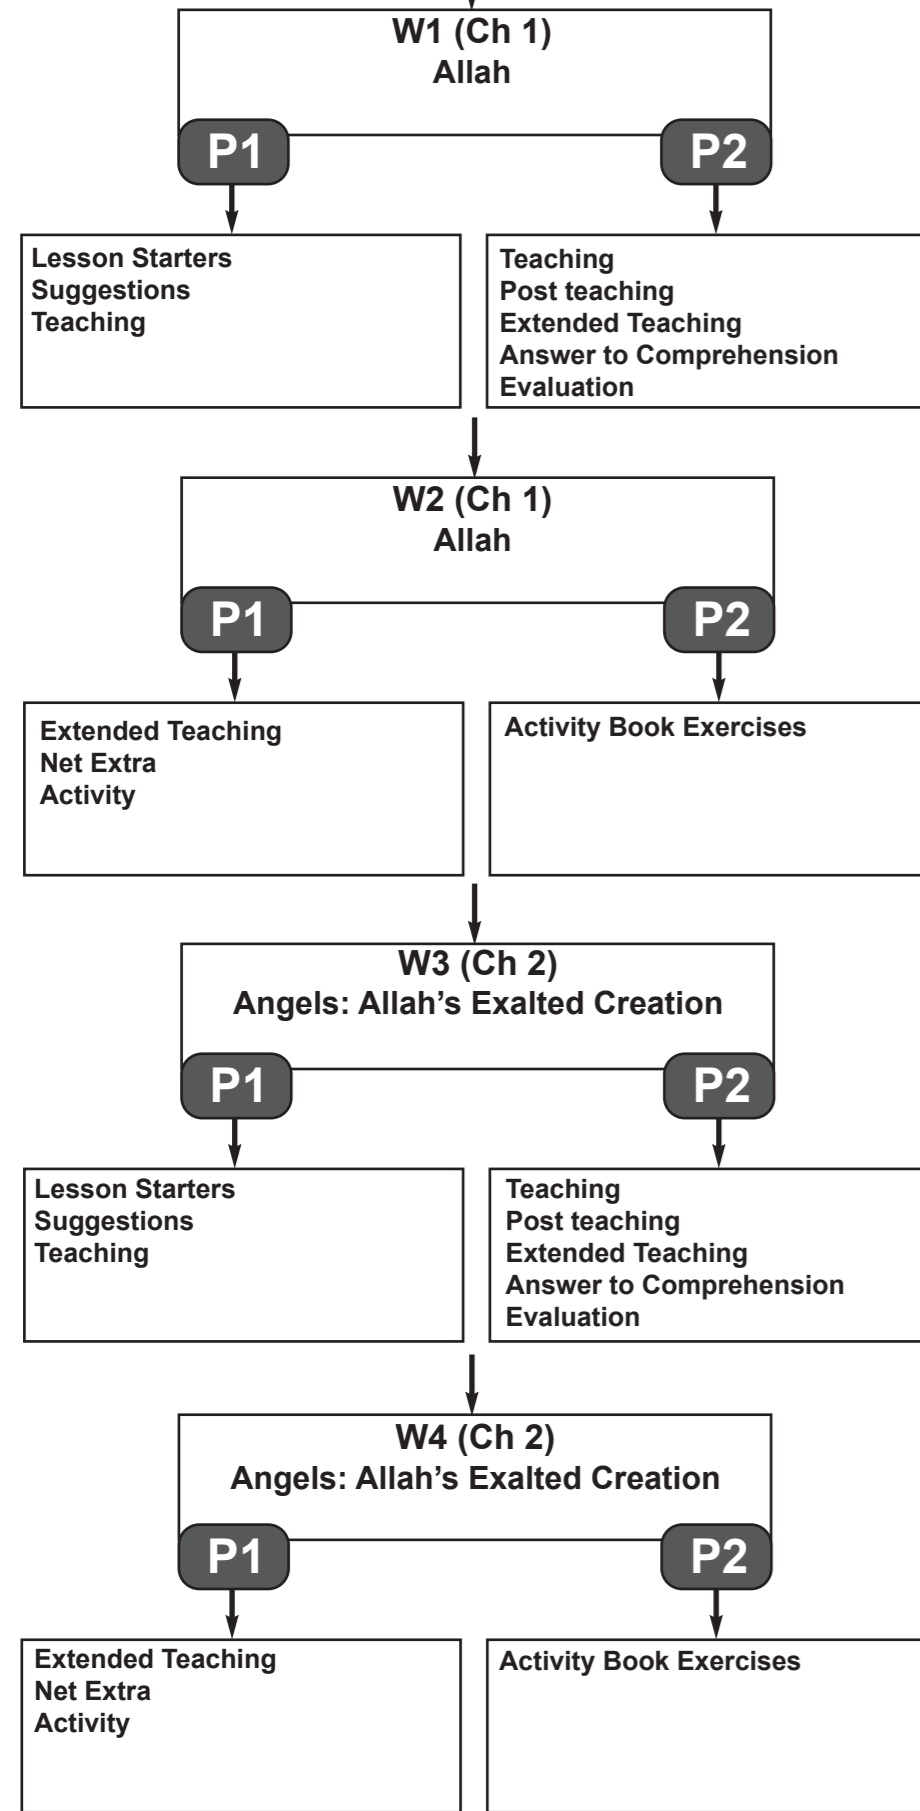 W1 (Ch 1)
Allah
P1
P2
Lesson Starters
Suggestions
Teaching
Teaching
Post teaching
Extended Teaching
Answer to Comprehension
Evaluation
W2 (Ch 1)
Allah
P1
P2
Extended Teaching
Net Extra
Activity
Activity Book Exercises
W3 (Ch 2)
Angels: Allah’s Exalted Creation
P1
P2
Lesson Starters
Suggestions
Teaching
Teaching
Post teaching
Extended Teaching
Answer to Comprehension
Evaluation
W4 (Ch 2)
Angels: Allah’s Exalted Creation
P1
P2
Extended Teaching
Net Extra
Activity
Activity Book Exercises